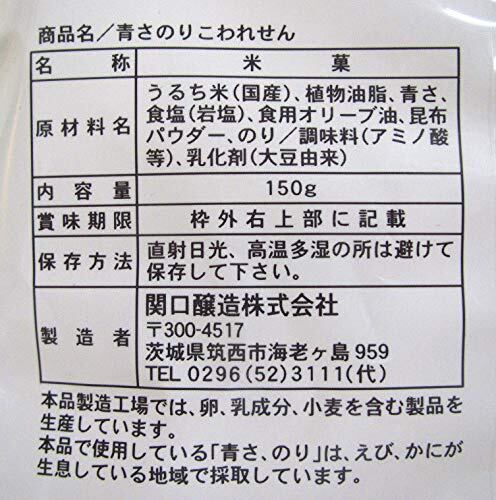 商品名／青さのりこわれせん
名称 米菓
原材料名 うるち米（国産）、植物油脂、青さ、
食塩（岩塩）、食用オリーブ油、昆布
パウダー、のり／調味料（アミノ酸
等）、乳化剤（大豆由来）
内容量 150g
賞味期限 枠外右上部に記載
保存方法 直射日光、高温多湿の所は避けて
保存して下さい。
製造者 関口醸造株式会社
〒300-4517
茨城県筑西市海老ヶ島959
TEL 0296(52)3111(代)
本品製造工場では、卵、乳成分、小麦を含む製品を
生産しています。
本品で使用している「青さ、のり」は、えび、かにが
生息している地域で採取しています。